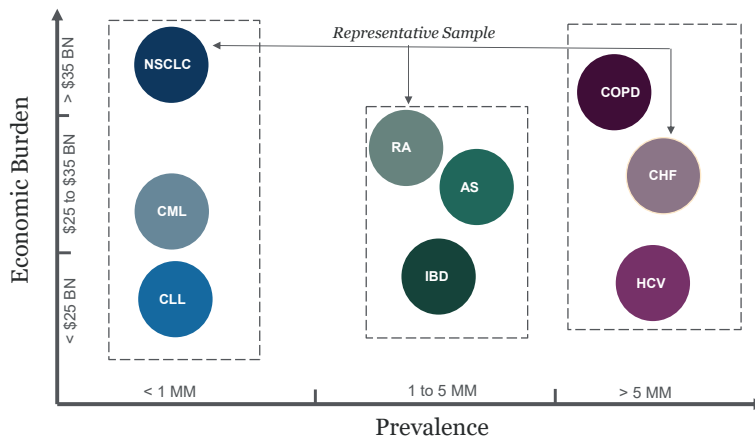 Representative Sample
Economic Burden
> $35 BN
$25 to $35 BN
< $25 BN
NSCLC
COPD
RA
AS
CHF
CML
IBD
HCV
CLL
< 1 MM
1 to 5 MM
> 5 MM
Prevalence